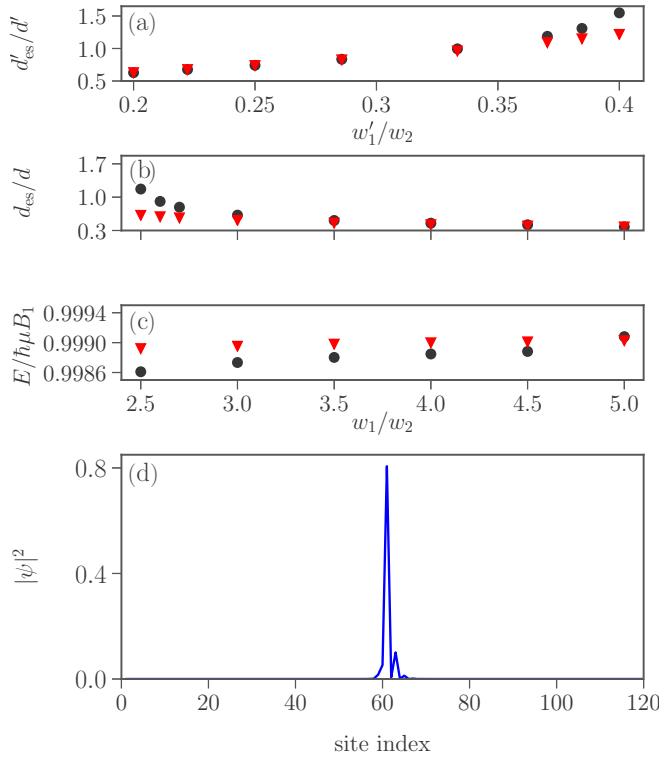 (a)
d′es/d′
1.5
1.0
0.5
0.2 0.25 0.3 0.35 0.4
w′1/w2
(b)
des/d
1.7
1.0
0.3
(c)
E/ℏμB1
0.9994
0.9990
0.9986
2.5 3.0 3.5 4.0 4.5 5.0
w1/w2
(d)
|ψ|²
0.8
0.4
0.0
0 20 40 60 80 100 120
site index